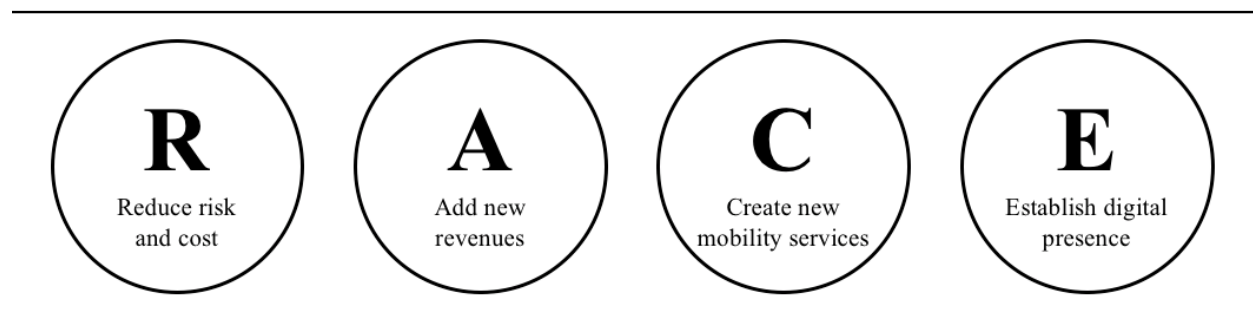 R
Reduce risk
and cost
A
Add new
revenues
C
Create new
mobility services
E
Establish digital
presence